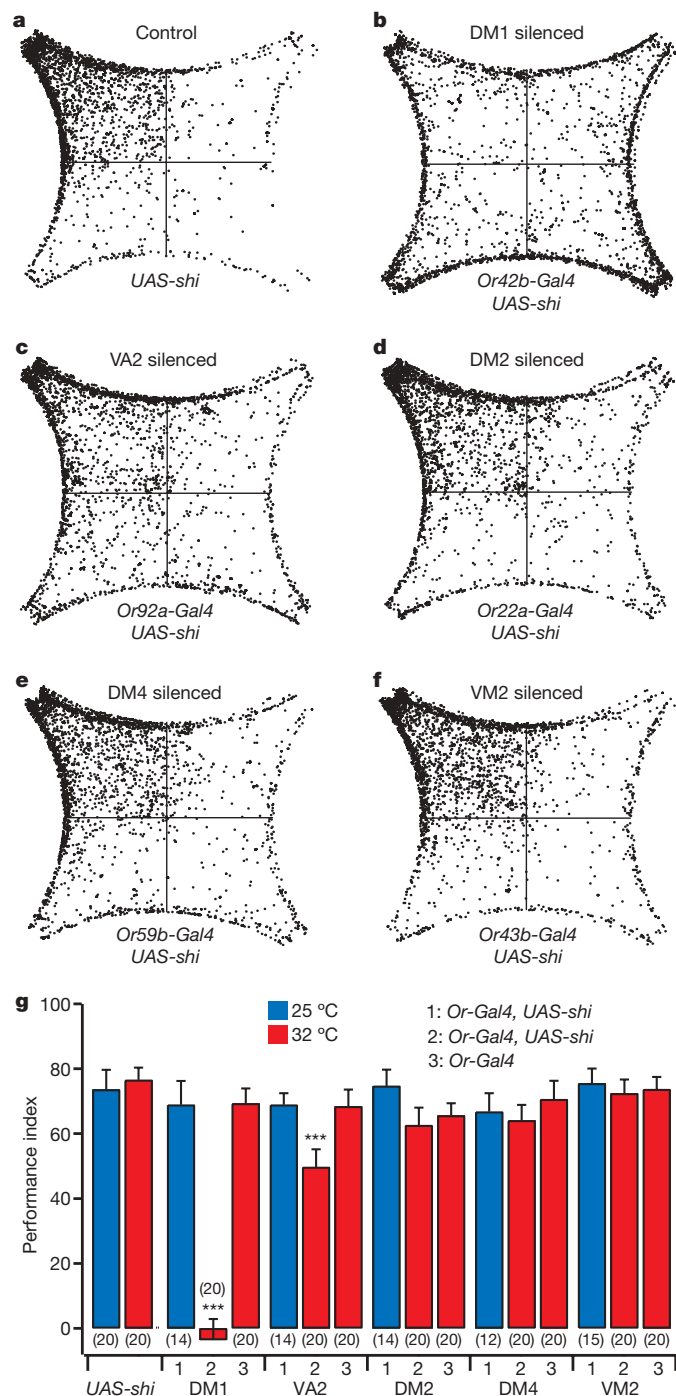 a
Control
UAS-shi
b
DM1 silenced
Or42b-Gal4
UAS-shi
c
VA2 silenced
Or92a-Gal4
UAS-shi
d
DM2 silenced
Or22a-Gal4
UAS-shi
e
DM4 silenced
Or59b-Gal4
UAS-shi
f
VM2 silenced
Or43b-Gal4
UAS-shi
g
Performance index
100
80
60
40
20
0
25 ºC
32 ºC
1: Or-Gal4, UAS-shi
2: Or-Gal4, UAS-shi
3: Or-Gal4
(20)
***
***
(20) (20) (14) (20) (14) (20) (20) (14) (20) (20) (12) (20) (20) (15) (20) (20)
1 2 3 1 2 3 1 2 3 1 2 3 1 2 3
UAS-shi DM1 VA2 DM2 DM4 VM2